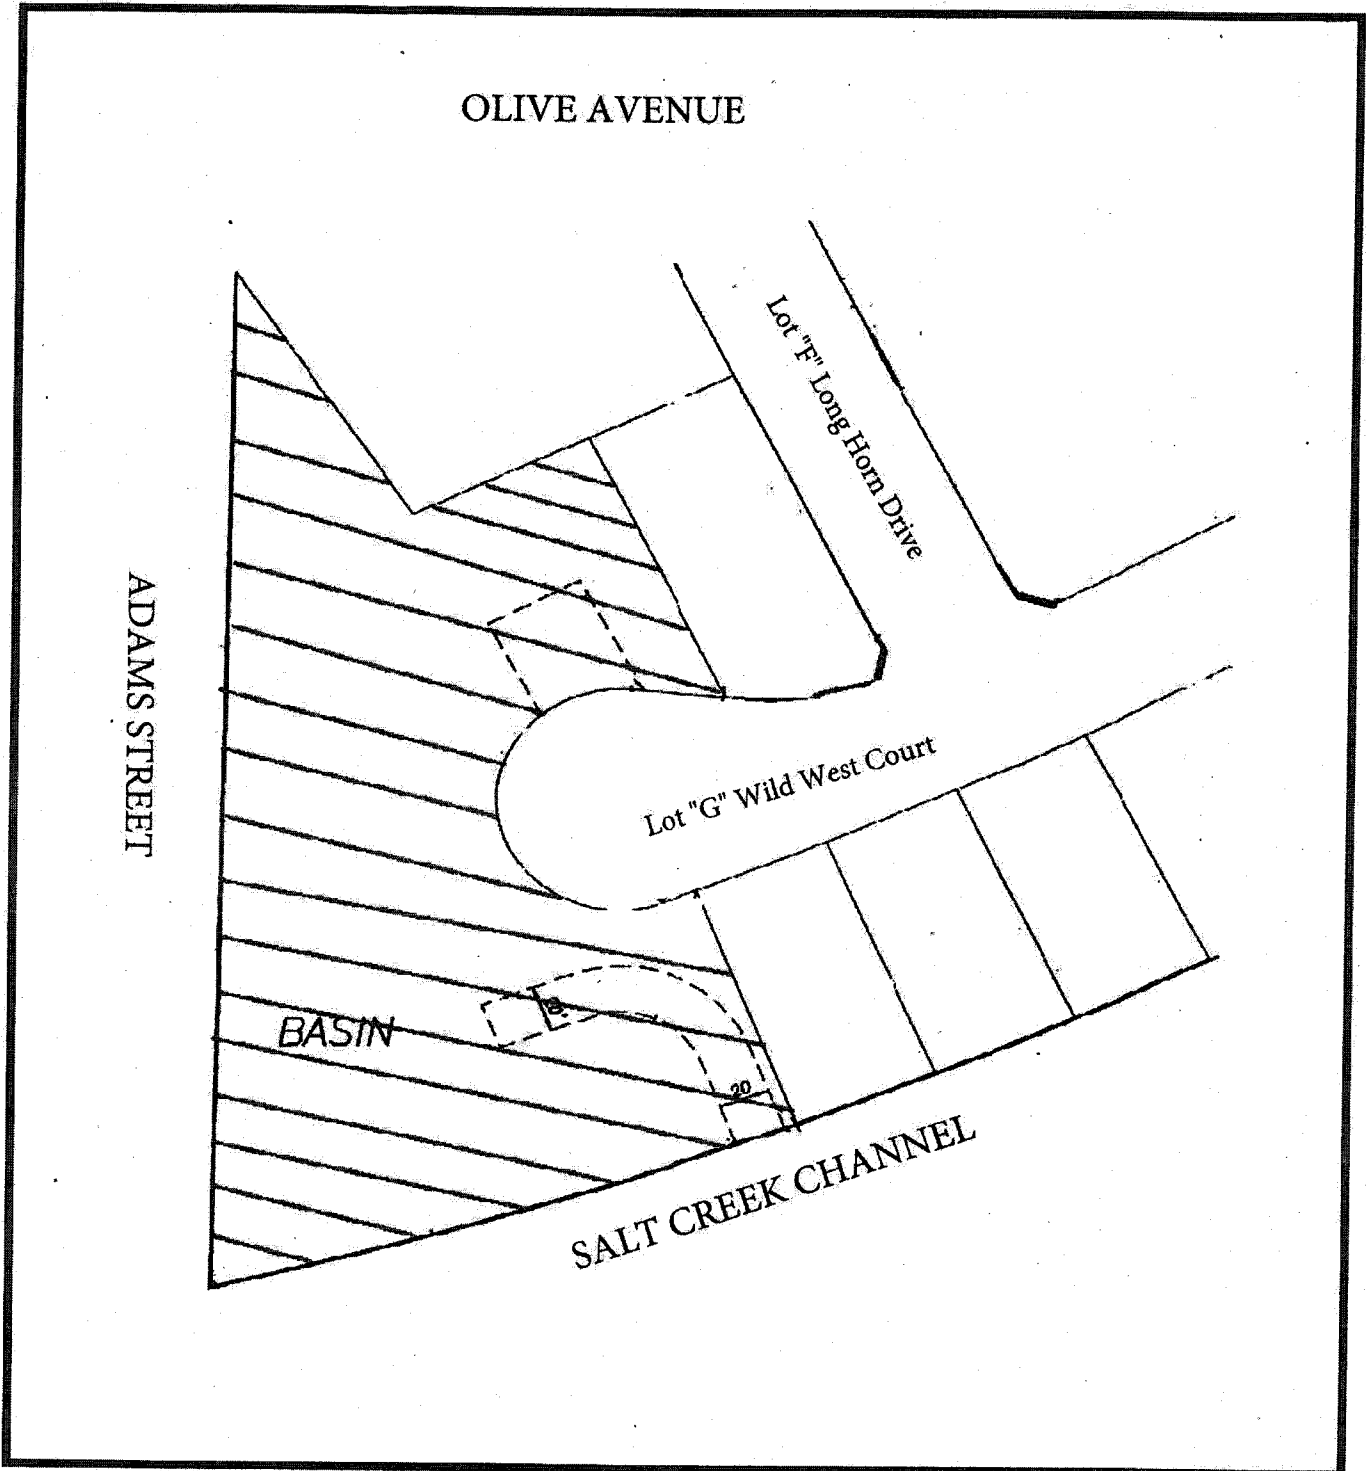 OLIVE AVENUE
Lot "F" Long Horn Drive
ADAMS STREET
Lot "G" Wild West Court
BASIN
20
SALT CREEK CHANNEL